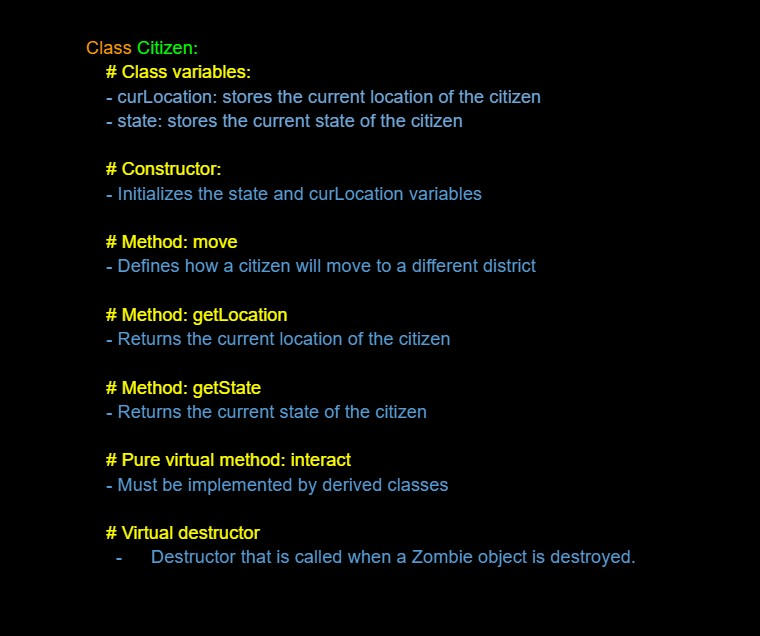 Class Citizen:
# Class variables:
- curLocation: stores the current location of the citizen
- state: stores the current state of the citizen
# Constructor:
- Initializes the state and curLocation variables
# Method: move
- Defines how a citizen will move to a different district
# Method: getLocation
- Returns the current location of the citizen
# Method: getState
- Returns the current state of the citizen
# Pure virtual method: interact
- Must be implemented by derived classes
# Virtual destructor
- Destructor that is called when a Zombie object is destroyed.